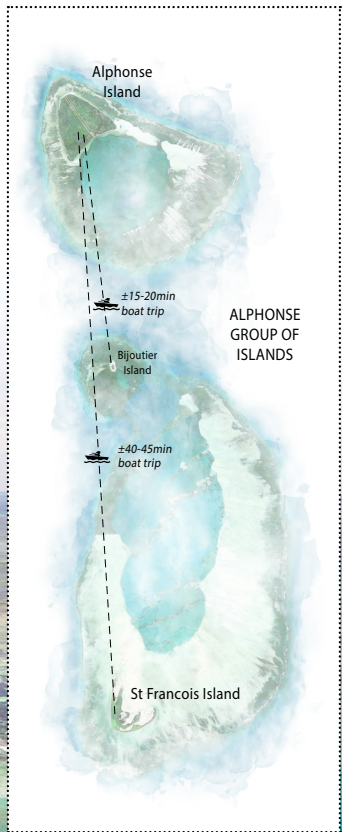 Alphonse
Island
±15-20min
boat trip
ALPHONSE
GROUP OF
ISLANDS
Bijoutier
Island
±40-45min
boat trip
St Francois Island